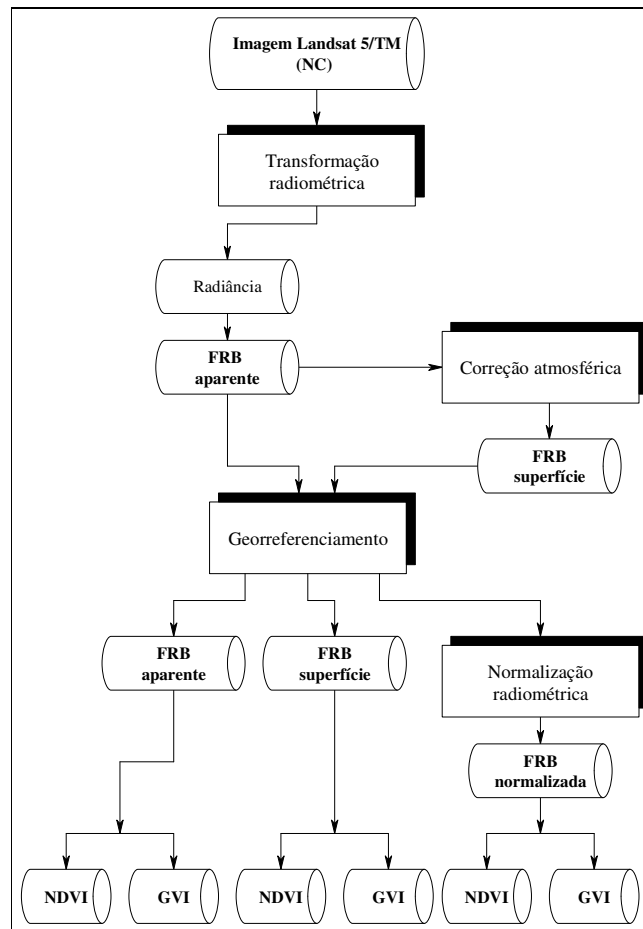 Imagem Landsat 5/TM
(NC)
Transformação
radiométrica
Radiância
FRB
aparente
Correção atmosférica
FRB
superfície
Georreferenciamento
FRB
aparente
FRB
superfície
Normalização
radiométrica
FRB
normalizada
NDVI
GVI
NDVI
GVI
NDVI
GVI